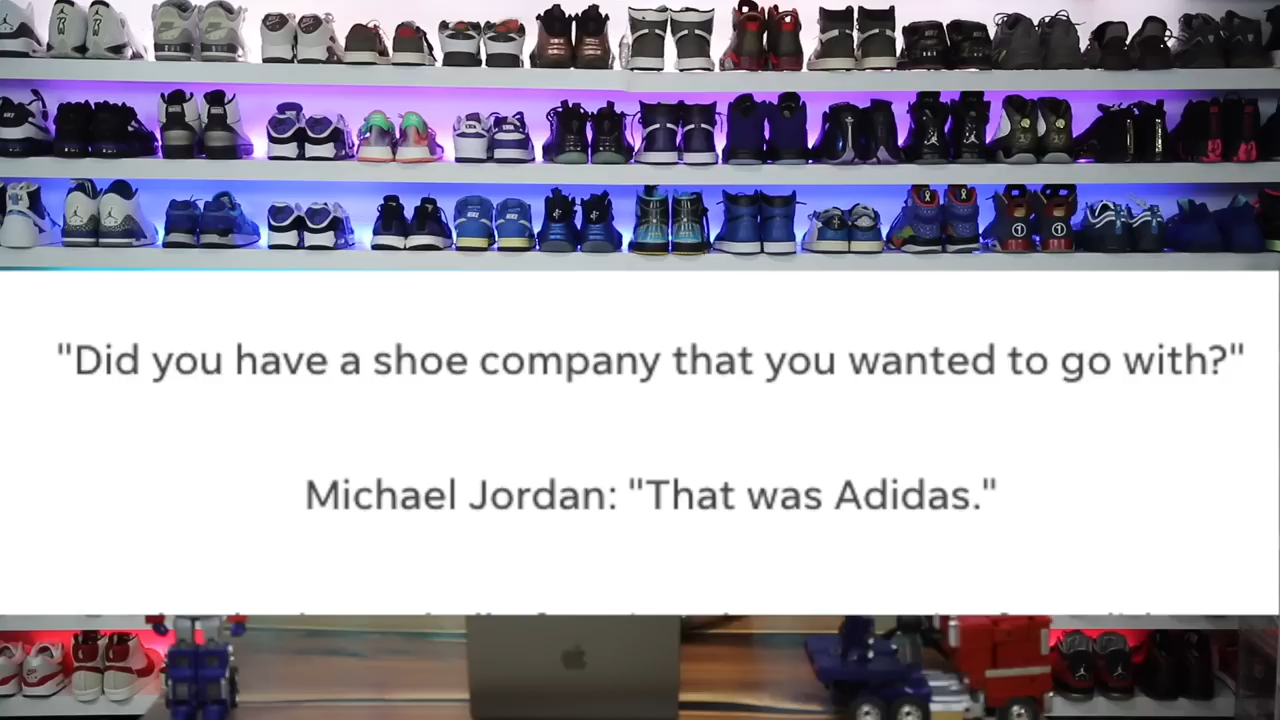 "Did you have a shoe company that you wanted to go with?"
Michael Jordan: "That was Adidas."